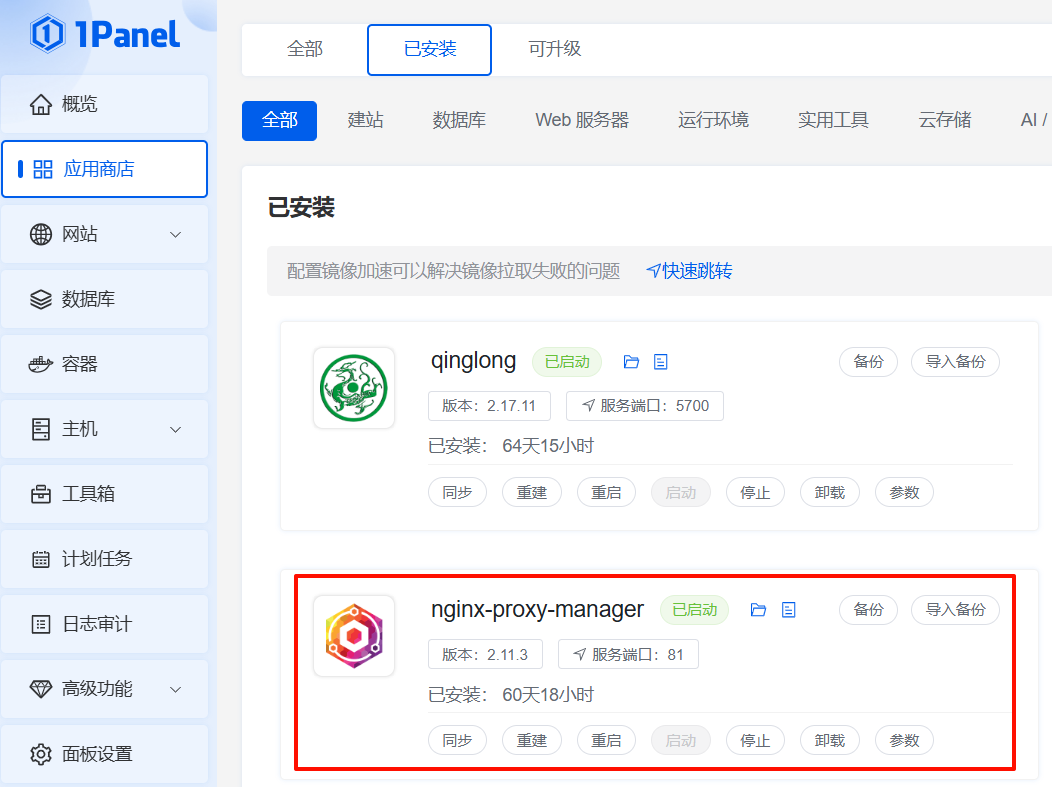 1Panel
概览
应用商店
网站
数据库
容器
主机
工具箱
计划任务
日志审计
高级功能
面板设置
全部 已安装 可升级
全部 建站 数据库 Web 服务器 运行环境 实用工具 云存储 AI /
已安装
配置镜像加速可以解决镜像拉取失败的问题 快速跳转
qinglong 已启动 备份 导入备份
版本：2.17.11 服务端口：5700
已安装： 64天15小时
同步 重建 重启 启动 停止 卸载 参数
nginx-proxy-manager 已启动 备份 导入备份
版本：2.11.3 服务端口：81
已安装： 60天18小时
同步 重建 重启 启动 停止 卸载 参数